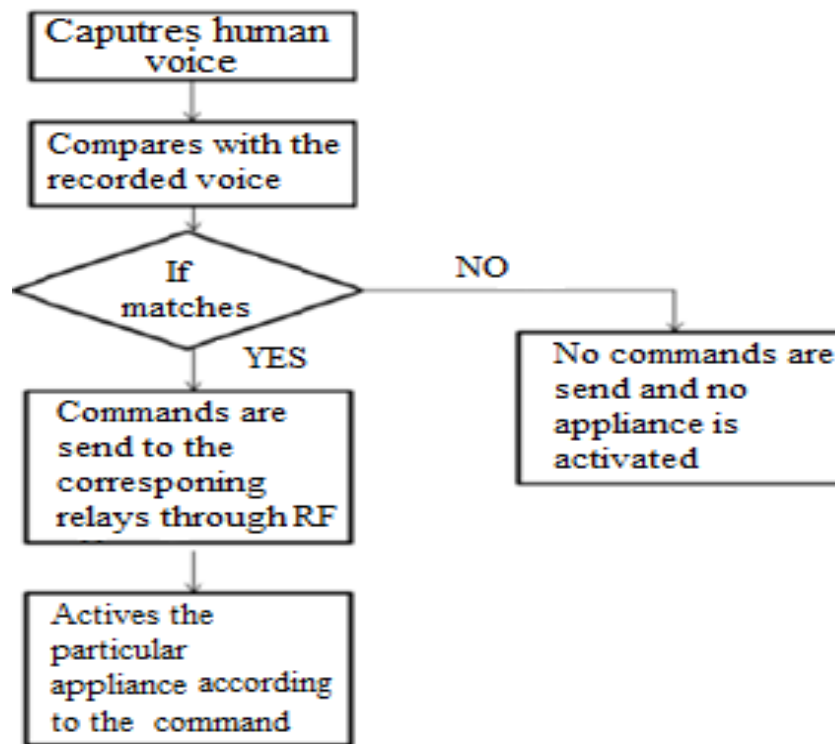 Caputres human
voice
Compares with the
recorded voice
If
matches
NO
YES
No commands are
send and no
appliance is
activated
Commands are
send to the
corresponing
relays through RF
Actives the
particular
appliance according
to the command